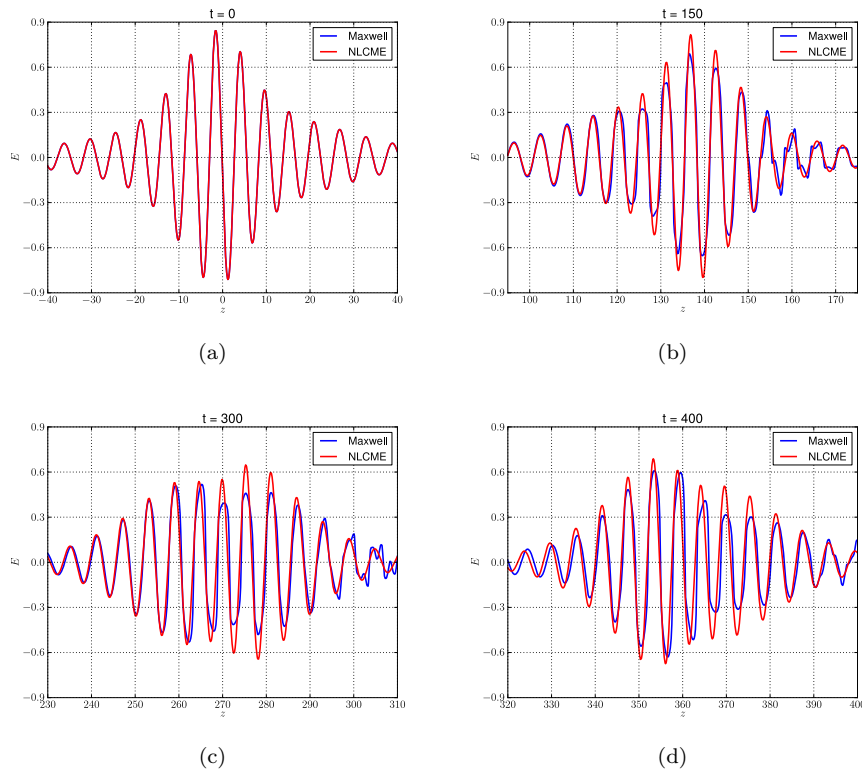 t = 0
Maxwell
NLCME
E
0.9
0.6
0.3
0.0
−0.3
−0.6
−0.9
−40 −30 −20 −10 0 10 20 30 40
z
(a)
t = 150
Maxwell
NLCME
E
0.9
0.6
0.3
0.0
−0.3
−0.6
−0.9
100 110 120 130 140 150 160 170
z
(b)
t = 300
Maxwell
NLCME
E
0.9
0.6
0.3
0.0
−0.3
−0.6
−0.9
230 240 250 260 270 280 290 300 310
z
(c)
t = 400
Maxwell
NLCME
E
0.9
0.6
0.3
0.0
−0.3
−0.6
−0.9
320 330 340 350 360 370 380 390 400
z
(d)